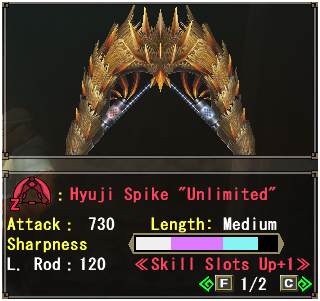 Z : Hyuji Spike "Unlimited"
Attack : 730 Length: Medium
Sharpness
L. Rod : 120 ≪Skill Slots Up+1≫
F 1/2 C